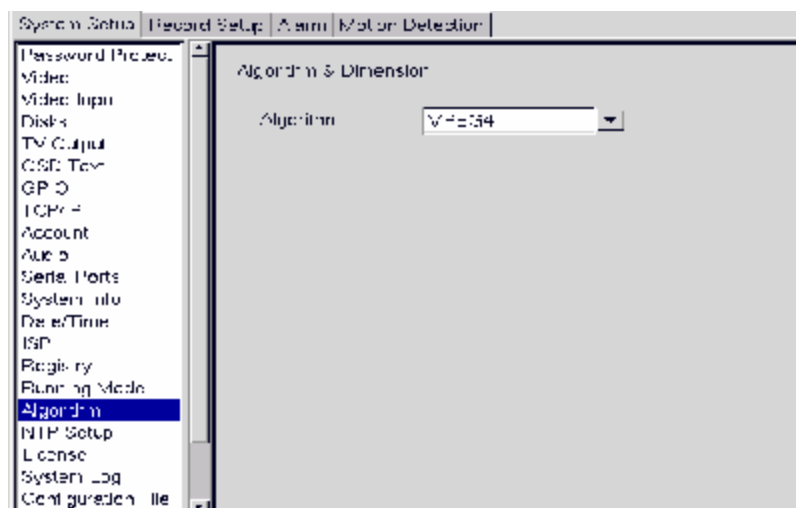 System Setup Record Setup Alarm Motion Detection
Password Protect
Video
Video Input
Disks
TV Output
OSD Text
GPIO
TCP/IP
Account
Audio
Serial Ports
System Info
Date/Time
ISP
Registry
Running Mode
Algorithm
NTP Setup
License
System Log
Configuration File
Algorithm & Dimension
Algorithm
MPEG4